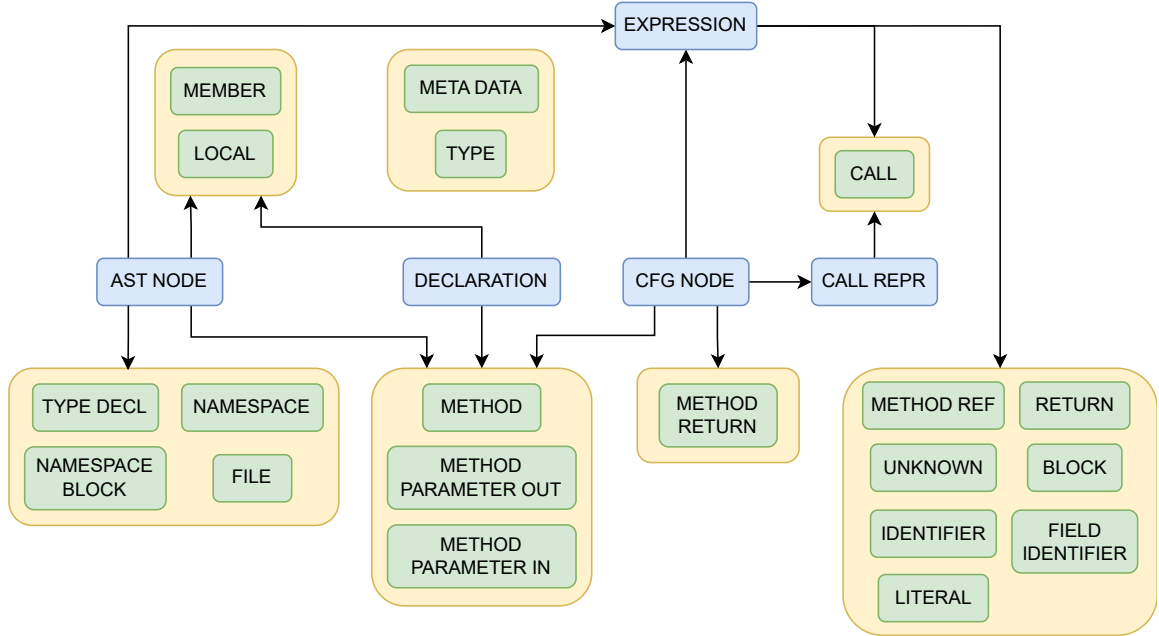 EXPRESSION
MEMBER
LOCAL
META DATA
TYPE
CALL
AST NODE
DECLARATION
CFG NODE
CALL REPR
TYPE DECL
NAMESPACE
NAMESPACE
BLOCK
FILE
METHOD
METHOD
PARAMETER OUT
METHOD
PARAMETER IN
METHOD
RETURN
METHOD REF
RETURN
UNKNOWN
BLOCK
IDENTIFIER
FIELD
IDENTIFIER
LITERAL